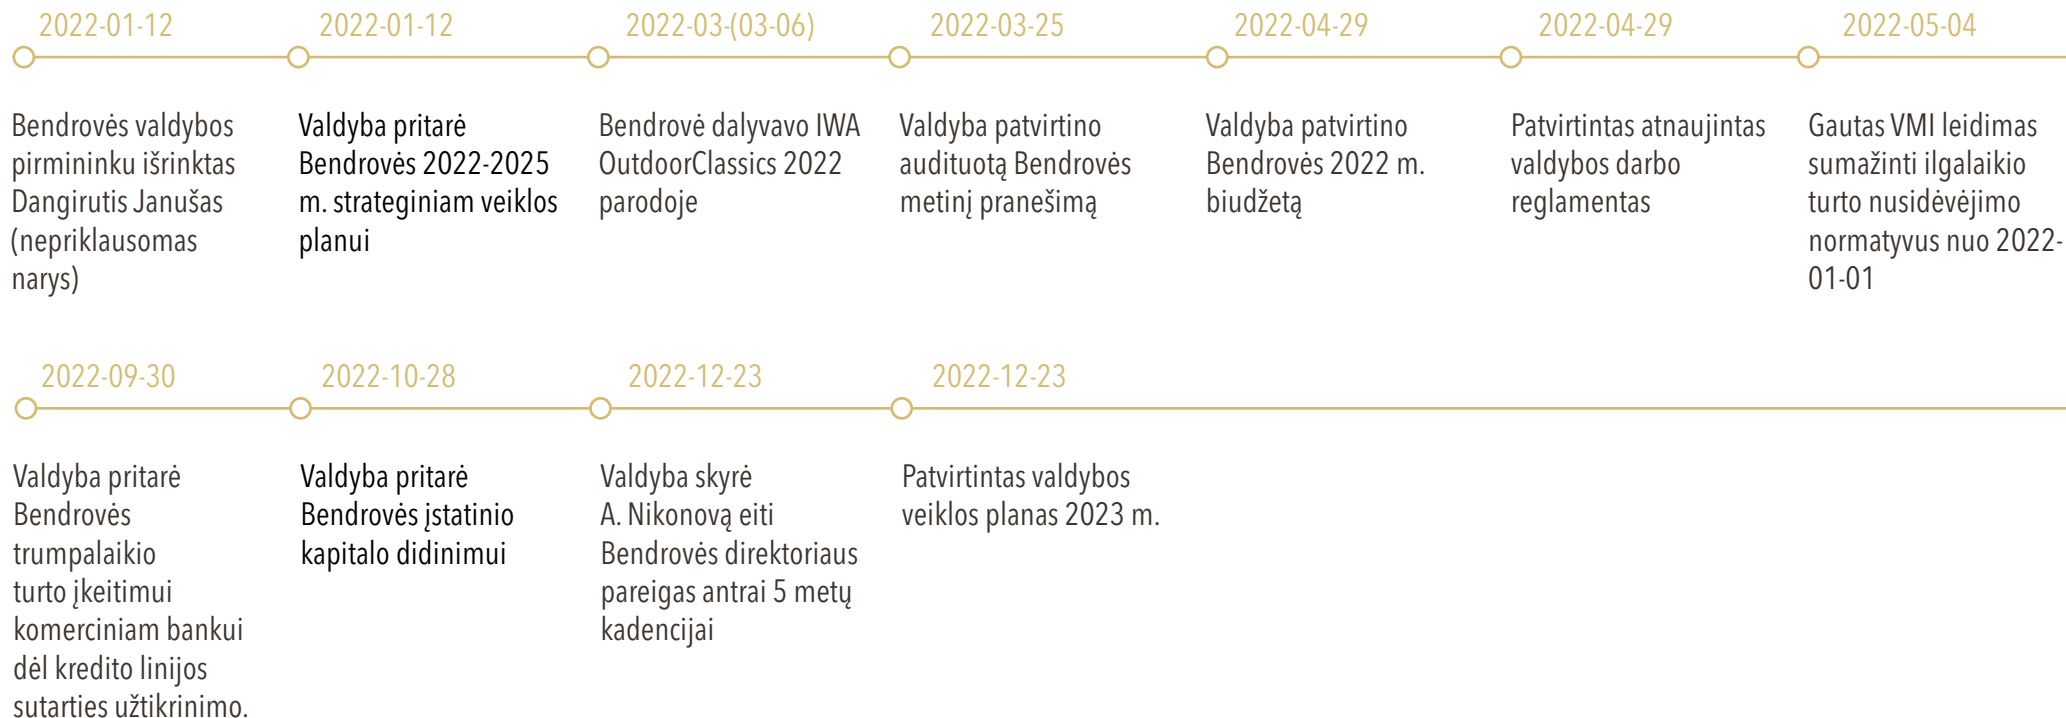 2022-01-12
Bendrovės valdybos
pirmininku išrinktas
Dangirutis Janušas
(nepriklausomas
narys)
2022-01-12
Valdyba pritarė
Bendrovės 2022-2025
m. strateginiam veiklos
planui
2022-03-(03-06)
Bendrovė dalyvavo IWA
OutdoorClassics 2022
parodoje
2022-03-25
Valdyba patvirtino
audituotą Bendrovės
metinį pranešimą
2022-04-29
Valdyba patvirtino
Bendrovės 2022 m.
biudžetą
2022-04-29
Patvirtintas atnaujintas
valdybos darbo
reglamentas
2022-05-04
Gautas VMI leidimas
sumažinti ilgalaikio
turto nusidėvėjimo
normatyvus nuo 2022-
01-01
2022-09-30
Valdyba pritarė
Bendrovės
trumpalaikio
turto įkeitimui
komerciniam bankui
dėl kredito linijos
sutarties užtikrinimo.
2022-10-28
Valdyba pritarė
Bendrovės įstatinio
kapitalo didinimui
2022-12-23
Valdyba skyrė
A. Nikonovą eiti
Bendrovės direktoriaus
pareigas antrai 5 metų
kadencijai
2022-12-23
Patvirtintas valdybos
veiklos planas 2023 m.